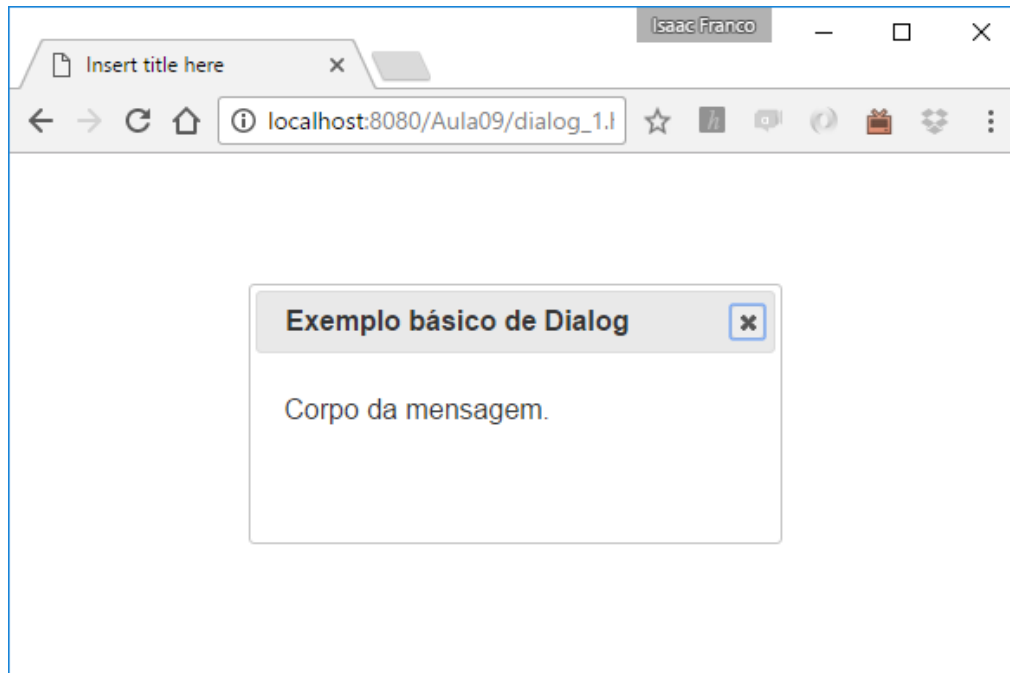 Isaac Franco
Insert title here
localhost:8080/Aula09/dialog_1.h
Exemplo básico de Dialog
Corpo da mensagem.